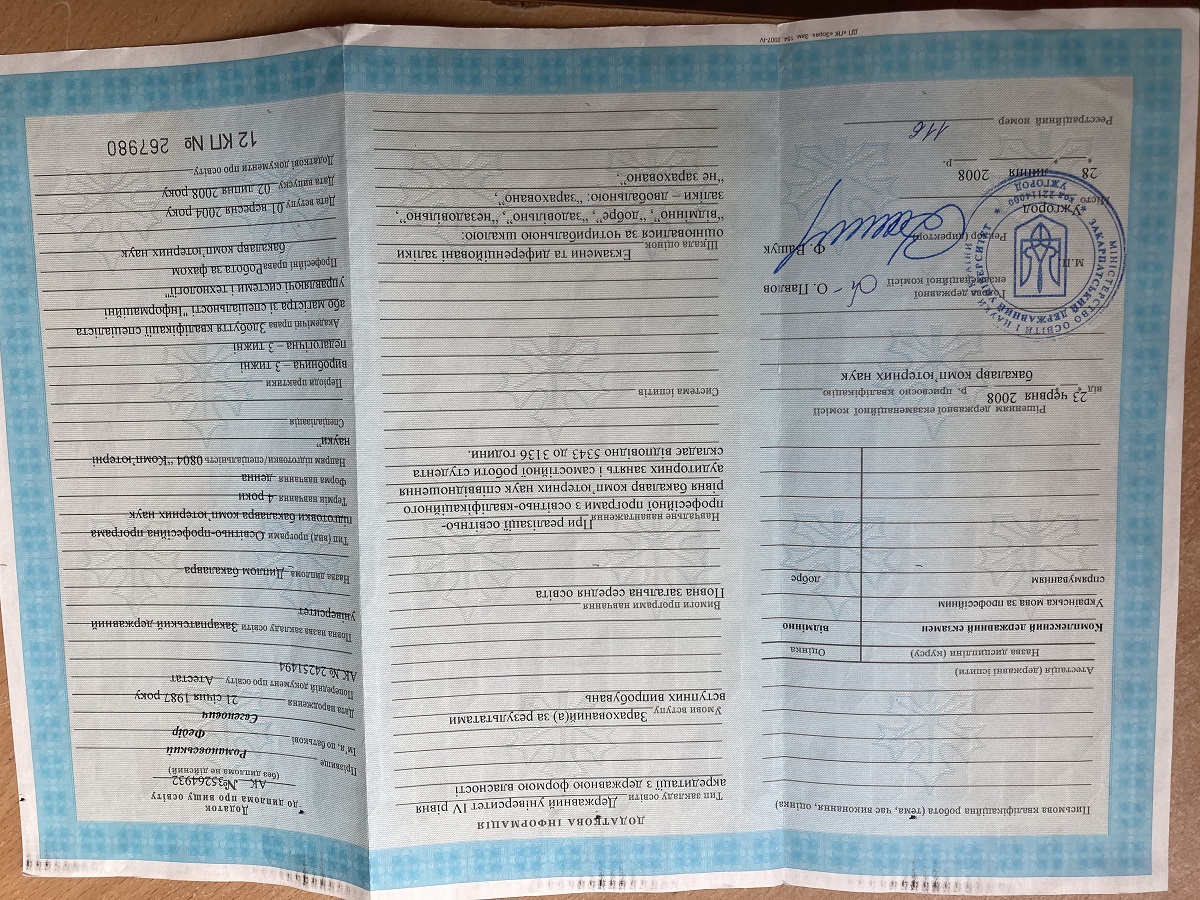 Письмова кваліфікаційна робота (тема, час виконання, оцінка)
Атестація (державні іспити)
Назва дисципліни (курсу) Оцінка
Комплексний державний екзамен відмінно
Українська мова за професійним
спрямуванням добре
Рішенням державної екзаменаційної комісії
від "23" червня 2008 р. присвоєно кваліфікацію
бакалавр комп'ютерних наук
Голова державної
екзаменаційної комісії О. Павлов
Ректор (директор) Ф. Ващук
М.П.
Місто Ужгород
"28" липня 2008 р.
Реєстраційний номер 116
МІНІСТЕРСТВО ОСВІТИ І НАУКИ УКРАЇНИ
ЗАКАРПАТСЬКИЙ ДЕРЖАВНИЙ УНІВЕРСИТЕТ
УЖГОРОД
ДОДАТКОВА ІНФОРМАЦІЯ
Тип закладу освіти Державний університет IV рівня
акредитації з державною формою власності
Умови вступу Зарахований(а) за результатами
вступних випробувань
Вимоги програми навчання
Повна загальна середня освіта
Навчальне навантаження При реалізації освітньо-
професійної програми з освітньо-кваліфікаційного
рівня бакалавр комп'ютерних наук співвідношення
аудиторних занять і самостійної роботи студента
складає відповідно 5343 до 3136 години.
Система іспитів
Шкала оцінок Екзамени та диференційовані заліки
оцінювалися за чотирибальною шкалою:
"відмінно", "добре", "задовільно", "незадовільно",
заліки – двобальною: "зараховано",
"не зараховано".
ДП «ПК «Зоря». Зам. 154. 2007-IV
Додаток
до диплома про вищу освіту
АК №35264932
(без диплома не дійсний)
Прізвище Романовський
Ім'я, по батькові Федір
Євгенович
Дата народження 21 січня 1987 року
Попередній документ про освіту Атестат
АК № 24251494
Повна назва закладу освіти Закарпатський державний
університет
Назва диплома Диплом бакалавра
Тип (вид) програми Освітньо-професійна програма
підготовки бакалавра комп'ютерних наук
Термін навчання 4 роки
Форма навчання денна
Напрям підготовки/спеціальність 0804 "Комп'ютерні
науки"
Спеціалізація
Періоди практики
виробнича – 3 тижні
педагогічна – 3 тижні
Академічні права Здобуття кваліфікації спеціаліста
або магістра зі спеціальності "Інформаційні
управляючі системи і технології".
Професійні права Робота за фахом
бакалавр комп'ютерних наук
Дата вступу 01 вересня 2004 року
Дата випуску 02 липня 2008 року
Додаткові документи про освіту
12 КП № 267980